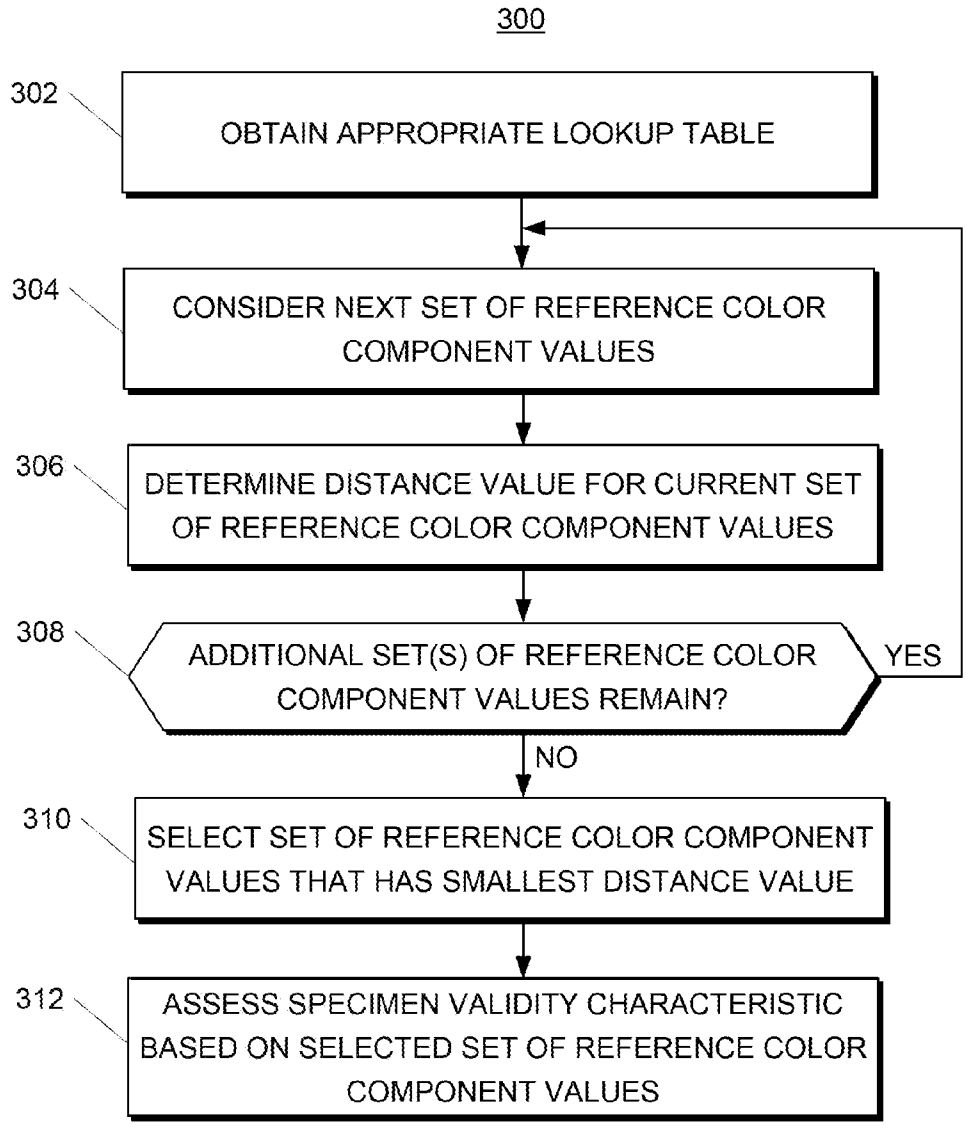 300
302
OBTAIN APPROPRIATE LOOKUP TABLE
304
CONSIDER NEXT SET OF REFERENCE COLOR
COMPONENT VALUES
306
DETERMINE DISTANCE VALUE FOR CURRENT SET
OF REFERENCE COLOR COMPONENT VALUES
308
ADDITIONAL SET(S) OF REFERENCE COLOR
COMPONENT VALUES REMAIN?
YES
NO
310
SELECT SET OF REFERENCE COLOR COMPONENT
VALUES THAT HAS SMALLEST DISTANCE VALUE
312
ASSESS SPECIMEN VALIDITY CHARACTERISTIC
BASED ON SELECTED SET OF REFERENCE COLOR
COMPONENT VALUES